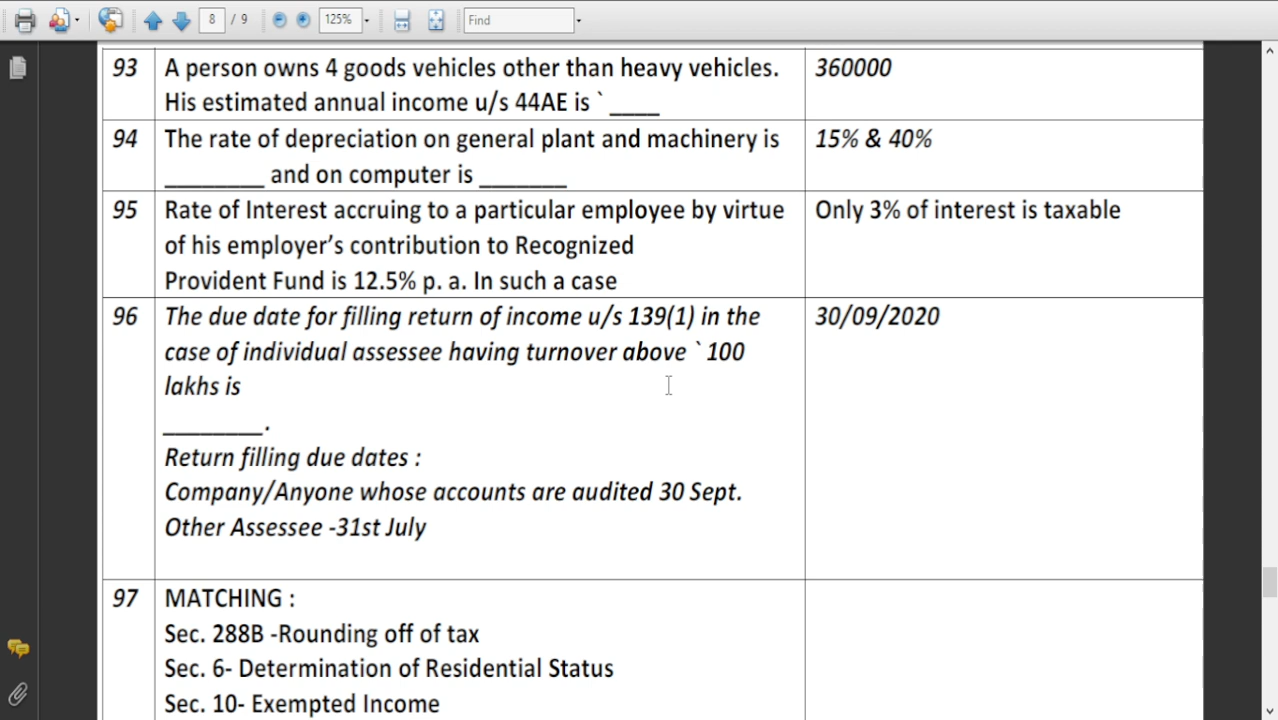 8 / 9 125% Find
93 A person owns 4 goods vehicles other than heavy vehicles. 360000
His estimated annual income u/s 44AE is ` ____
94 The rate of depreciation on general plant and machinery is 15% & 40%
________ and on computer is _______
95 Rate of Interest accruing to a particular employee by virtue Only 3% of interest is taxable
of his employer’s contribution to Recognized
Provident Fund is 12.5% p. a. In such a case
96 The due date for filling return of income u/s 139(1) in the 30/09/2020
case of individual assessee having turnover above ` 100
lakhs is
________.
Return filling due dates :
Company/Anyone whose accounts are audited 30 Sept.
Other Assessee -31st July
97 MATCHING :
Sec. 288B -Rounding off of tax
Sec. 6- Determination of Residential Status
Sec. 10- Exempted Income